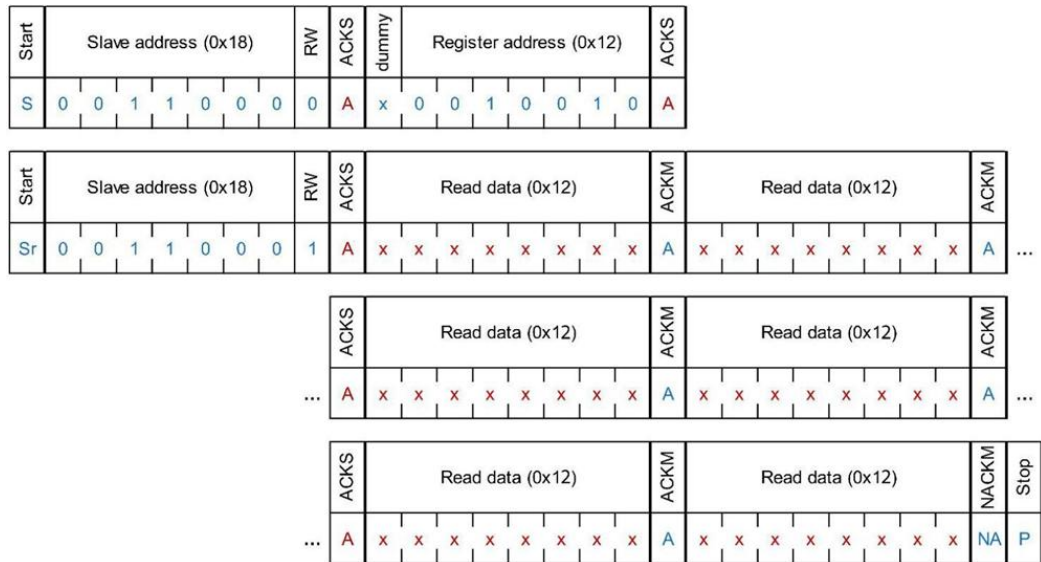 Start Slave address (0x18) RW ACKS dummy Register address (0x12) ACKS
S 0 0 1 1 0 0 0 0 A x 0 0 1 0 0 1 0 A
Start Slave address (0x18) RW ACKS Read data (0x12) ACKM Read data (0x12) ACKM
Sr 0 0 1 1 0 0 0 1 A x x x x x x x x A x x x x x x x x A ...
ACKS Read data (0x12) ACKM Read data (0x12) ACKM
... A x x x x x x x x A x x x x x x x x A ...
ACKS Read data (0x12) ACKM Read data (0x12) NACKM Stop
... A x x x x x x x x A x x x x x x x x NA P